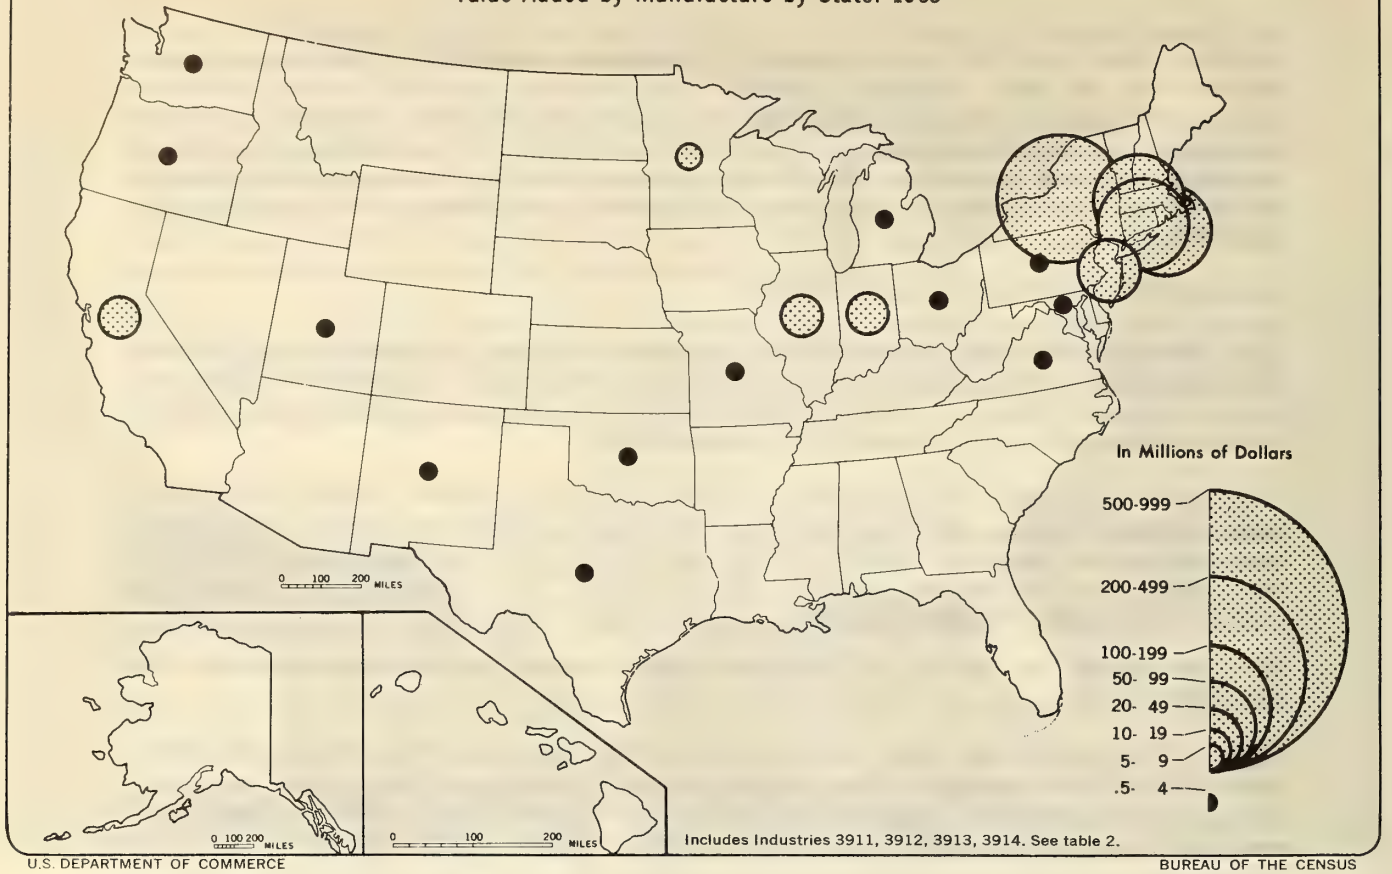 In Millions of Dollars
500-999
200-499
100-199
50- 99
20- 49
10- 19
5- 9
.5- 4
0 100 200 MILES
0 100 200 MILES
0 100 200 MILES
Includes Industries 3911, 3912, 3913, 3914. See table 2.
U.S. DEPARTMENT OF COMMERCE
BUREAU OF THE CENSUS